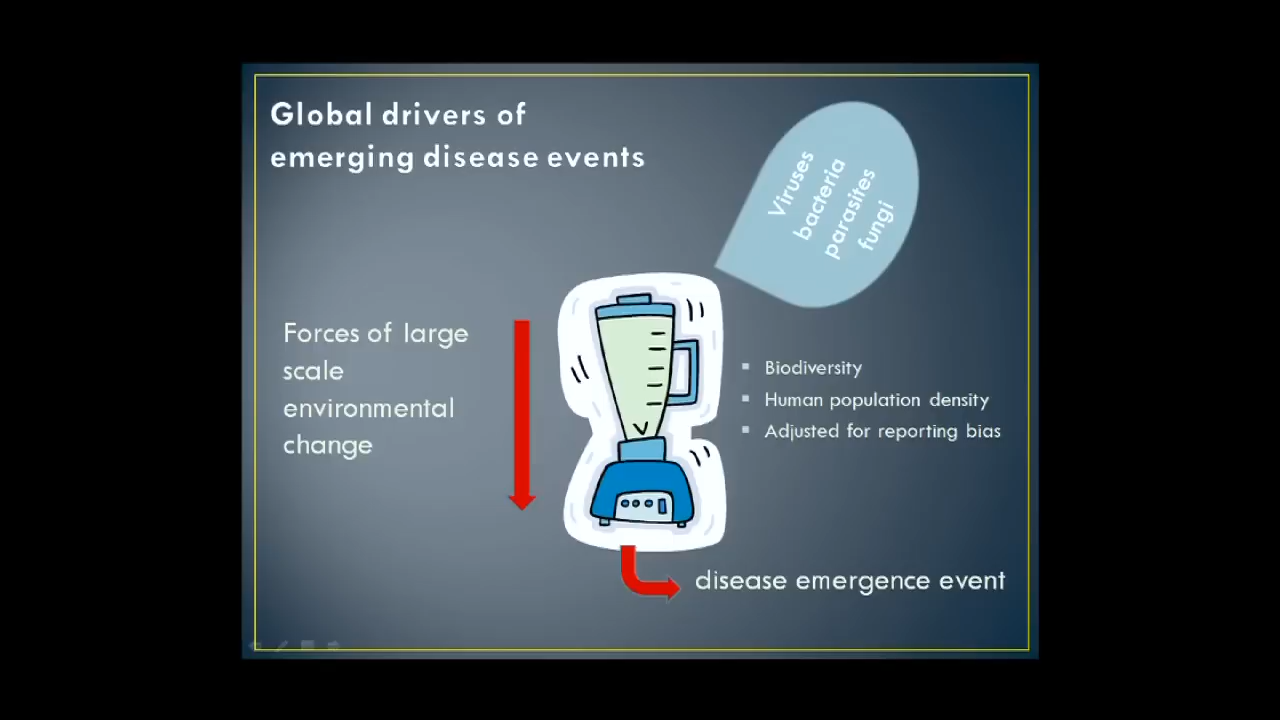 Global drivers of
emerging disease events
Viruses
bacteria
parasites
fungi
Forces of large
scale
environmental
change
Biodiversity
Human population density
Adjusted for reporting bias
disease emergence event